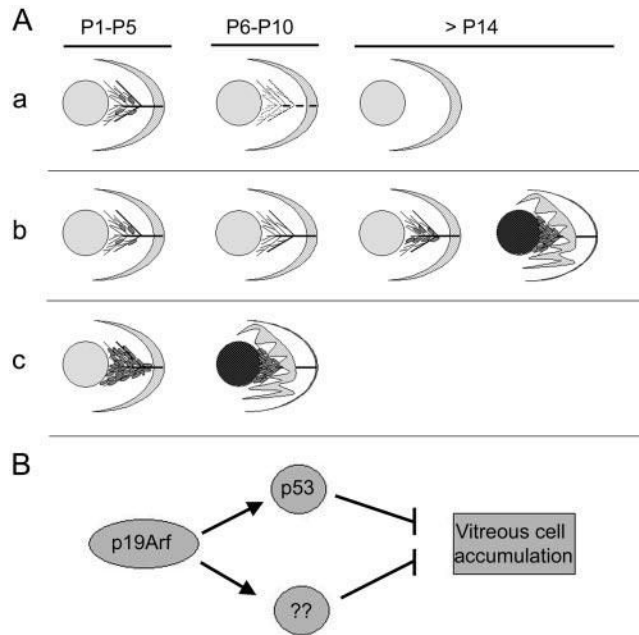 A
P1-P5 P6-P10 > P14
a
b
c
B
p53
p19Arf
Vitreous cell
accumulation
??